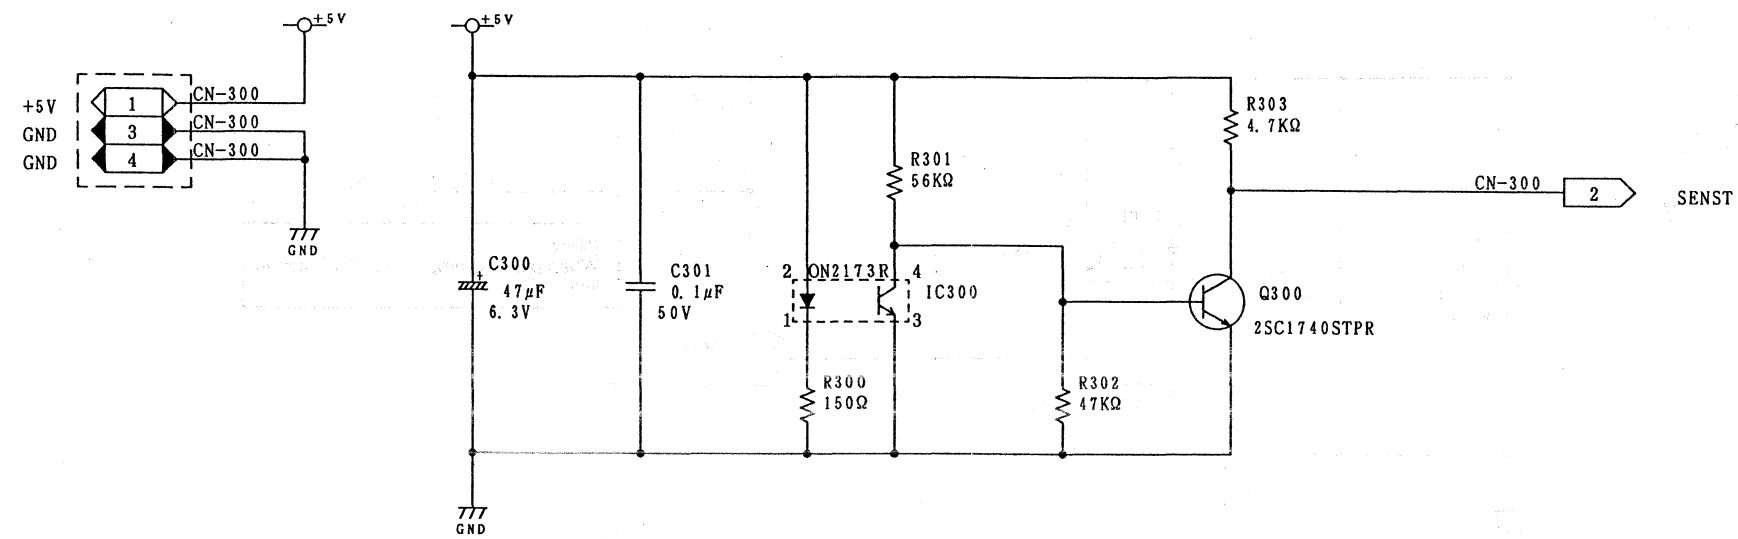 +5V
+5V
+5V
1
CN-300
GND
3
CN-300
GND
4
CN-300
GND
C300
+
47µF
6.3V
C301
0.1µF
50V
2
ON2173R
4
IC300
1
3
R300
150Ω
R301
56KΩ
R302
47KΩ
R303
4.7KΩ
Q300
2SC1740STPR
CN-300
2
SENST
GND